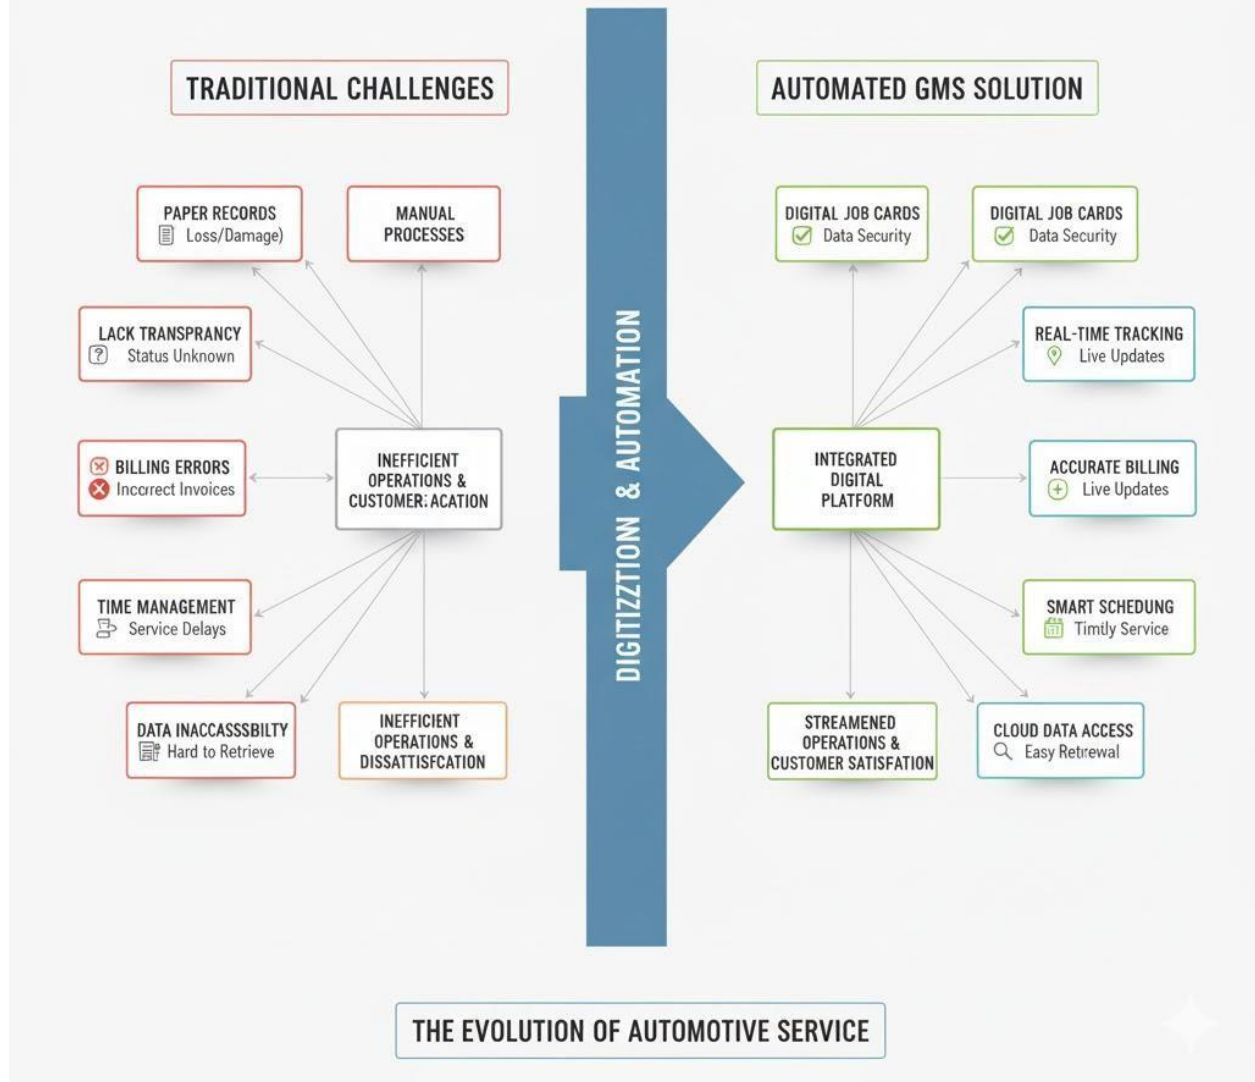 TRADITIONAL CHALLENGES
PAPER RECORDS
Loss/Damage)
MANUAL
PROCESSES
LACK TRANSPRANCY
Status Unknown
BILLING ERRORS
Incorrect Invoices
INEFFICIENT
OPERATIONS &
CUSTOMER: ACATION
TIME MANAGEMENT
Service Delays
DATA INACCASSSBILTY
Hard to Retrieve
INEFFICIENT
OPERATIONS &
DISSATTISFCATION
DIGITIZZTIONN & AUTOMATION
AUTOMATED GMS SOLUTION
DIGITAL JOB CARDS
Data Security
DIGITAL JOB CARDS
Data Security
REAL-TIME TRACKING
Live Updates
INTEGRATED
DIGITAL
PLATFORM
ACCURATE BILLING
Live Updates
SMART SCHEDUNG
Timtly Service
STREAMENED
OPERATIONS &
CUSTOMER SATISFATION
CLOUD DATA ACCESS
Easy Retrewal
THE EVOLUTION OF AUTOMOTIVE SERVICE